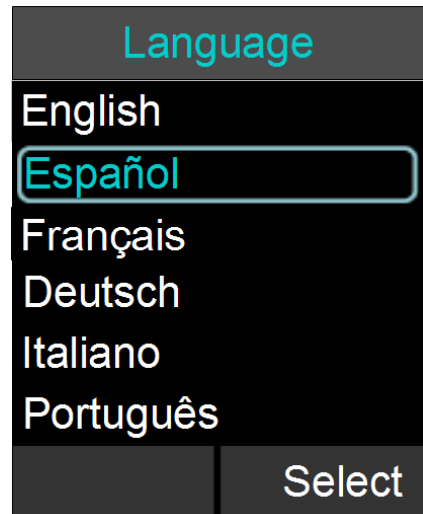 Language
English
Español
Français
Deutsch
Italiano
Português
Select